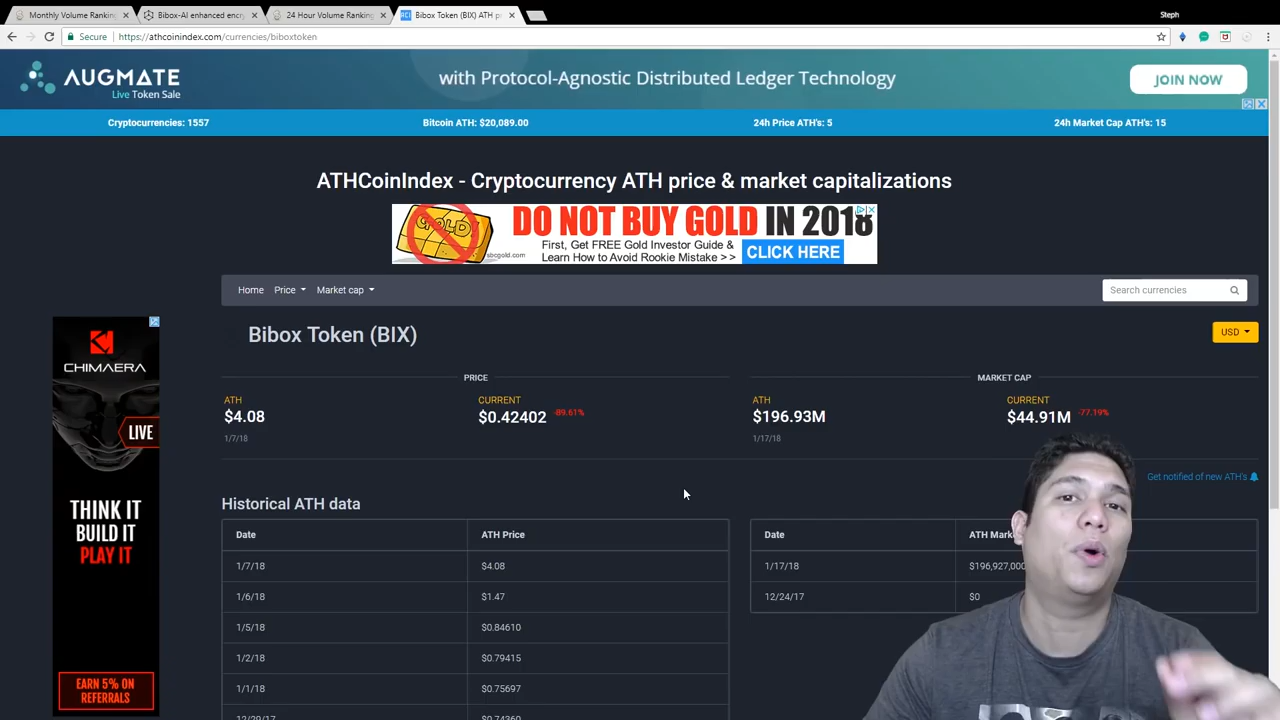 Monthly Volume Ranking
Bibox-AI enhanced encry
24 Hour Volume Ranking
Bibox Token (BIX) ATH pr
Steph
Secure
https://athcoinindex.com/currencies/biboxtoken
AUGMATE
Live Token Sale
with Protocol-Agnostic Distributed Ledger Technology
JOIN NOW
Cryptocurrencies: 1557
Bitcoin ATH: $20,089.00
24h Price ATH's: 5
24h Market Cap ATH's: 15
ATHCoinIndex - Cryptocurrency ATH price & market capitalizations
GOLD
sbcgold.com
DO NOT BUY GOLD IN 2018
First, Get FREE Gold Investor Guide &
Learn How to Avoid Rookie Mistake >>
CLICK HERE
Home
Price
Market cap
Search currencies
Bibox Token (BIX)
USD
PRICE
MARKET CAP
ATH
CURRENT
ATH
CURRENT
$4.08
$0.42402 -89.61%
$196.93M
$44.91M -77.19%
1/7/18
1/17/18
Get notified of new ATH's
CHIMAERA
LIVE
THINK IT
BUILD IT
PLAY IT
EARN 5% ON
REFERRALS
Historical ATH data
Date
ATH Price
1/7/18
$4.08
1/6/18
$1.47
1/5/18
$0.84610
1/2/18
$0.79415
1/1/18
$0.75697
12/29/17
$0.74360
Date
ATH Mark
1/17/18
$196,927,000
12/24/17
$0